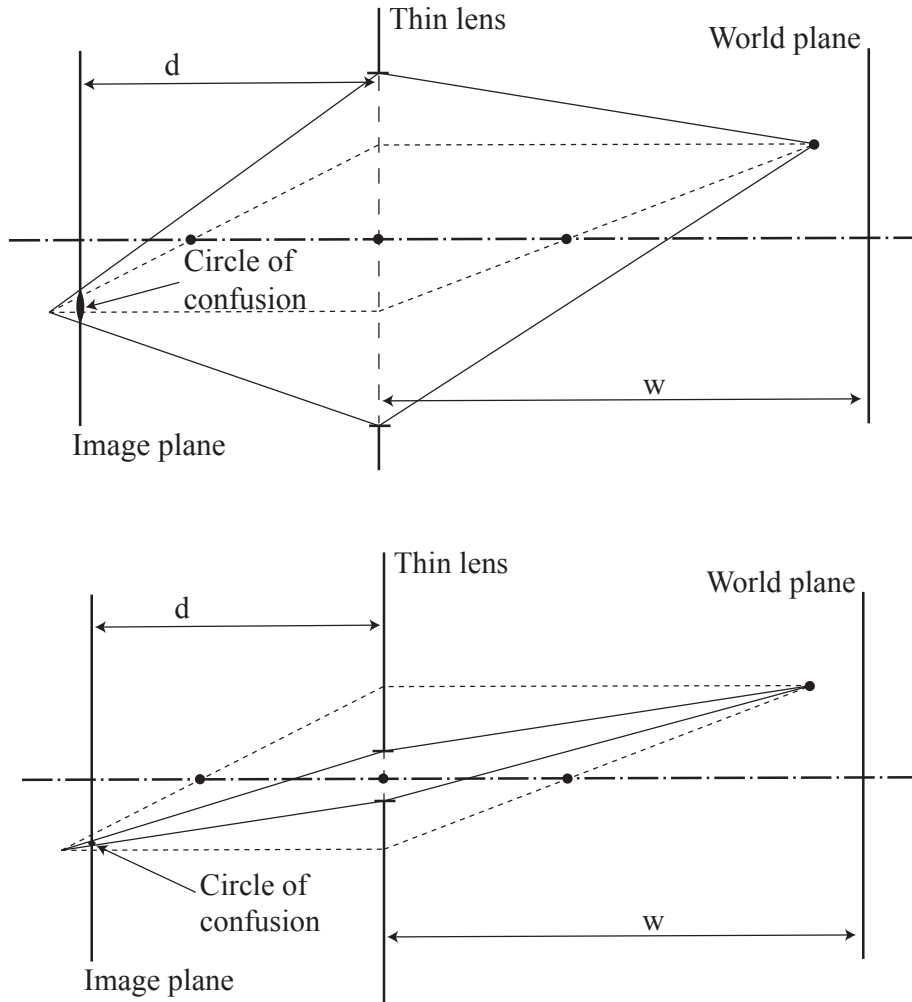 Thin lens
World plane
d
Circle of
confusion
w
Image plane
Thin lens
World plane
d
Circle of
confusion
w
Image plane